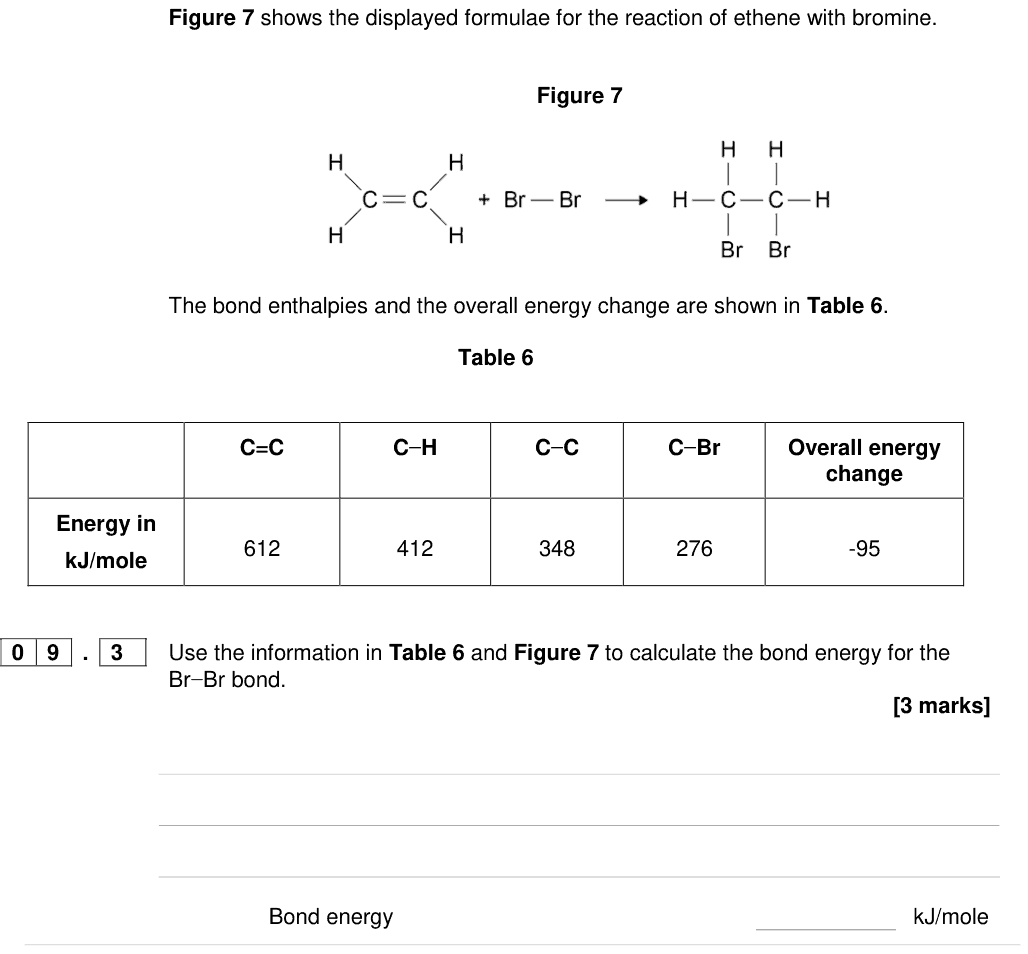 Figure 7 shows the displayed formulae for the reaction of ethene with bromine.
Figure 7
H H H H
C=C + Br—Br → H—C—C—H
H H Br Br
The bond enthalpies and the overall energy change are shown in Table 6.
Table 6
C=C C–H C–C C–Br Overall energy
change
Energy in
kJ/mole 612 412 348 276 -95
0 9 . 3 Use the information in Table 6 and Figure 7 to calculate the bond energy for the
Br–Br bond.
[3 marks]
Bond energy kJ/mole